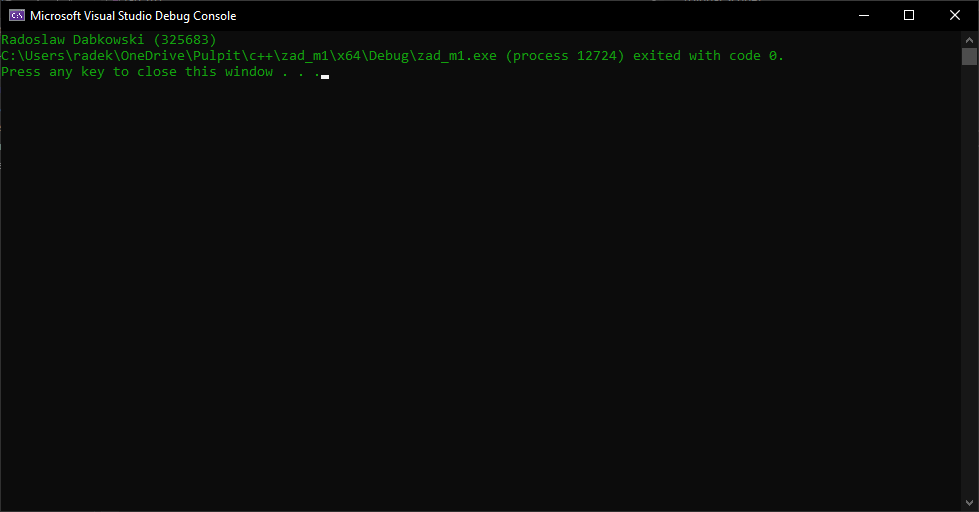 Microsoft Visual Studio Debug Console
Radoslaw Dabkowski (325683)
C:\Users\radek\OneDrive\Pulpit\c++\zad_m1\x64\Debug\zad_m1.exe (process 12724) exited with code 0.
Press any key to close this window . . .